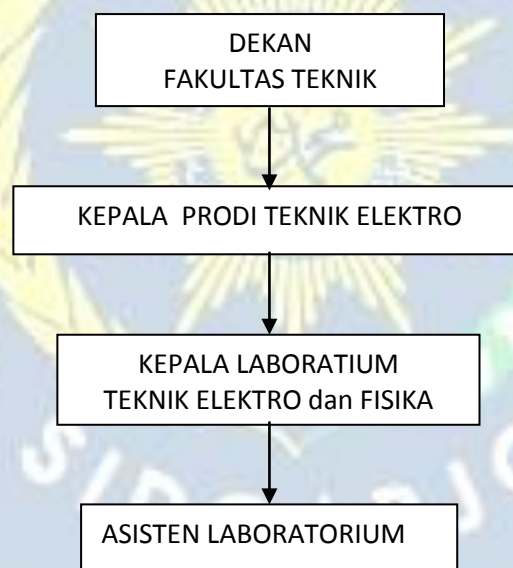 DEKAN
FAKULTAS TEKNIK
KEPALA PRODI TEKNIK ELEKTRO
KEPALA LABORATIUM
TEKNIK ELEKTRO dan FISIKA
ASISTEN LABORATORIUM